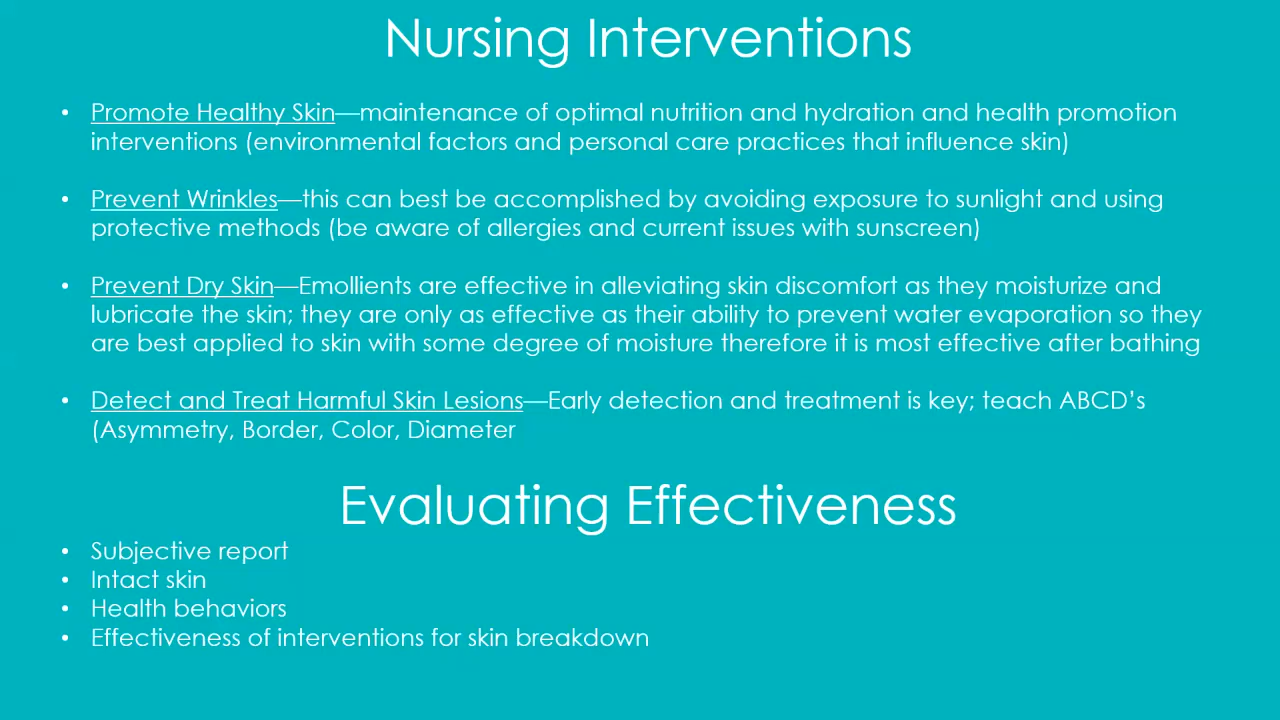 Nursing Interventions
• Promote Healthy Skin—maintenance of optimal nutrition and hydration and health promotion
interventions (environmental factors and personal care practices that influence skin)
• Prevent Wrinkles—this can best be accomplished by avoiding exposure to sunlight and using
protective methods (be aware of allergies and current issues with sunscreen)
• Prevent Dry Skin—Emollients are effective in alleviating skin discomfort as they moisturize and
lubricate the skin; they are only as effective as their ability to prevent water evaporation so they
are best applied to skin with some degree of moisture therefore it is most effective after bathing
• Detect and Treat Harmful Skin Lesions—Early detection and treatment is key; teach ABCD’s
(Asymmetry, Border, Color, Diameter
Evaluating Effectiveness
• Subjective report
• Intact skin
• Health behaviors
• Effectiveness of interventions for skin breakdown